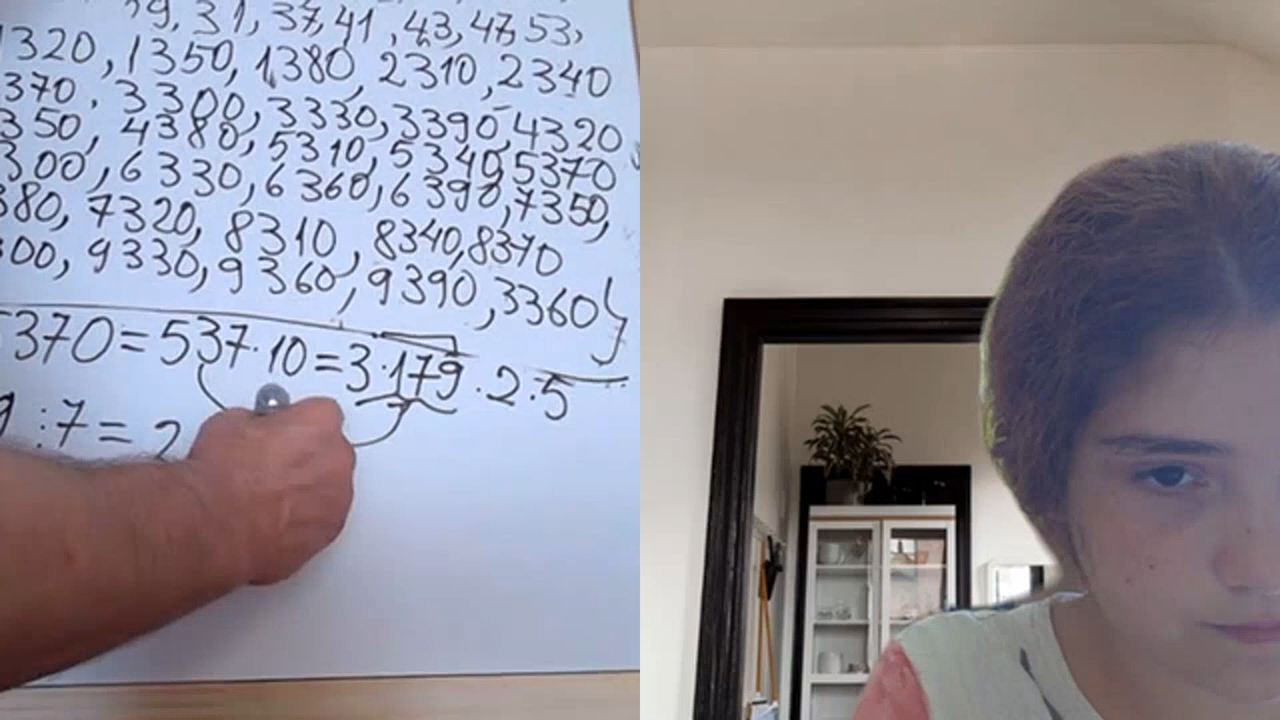 29, 31, 37, 41, 43, 47, 53,
1320, 1350, 1380, 2310, 2340
370, 3300, 3330, 3390, 4320
350, 4380, 5310, 5340, 5370
300, 6330, 6360, 6390, 7350,
380, 7320, 8310, 8340, 8370
300, 9330, 9360, 9390, 3360}
5370=537·10=3·179·2·5
9:7=2